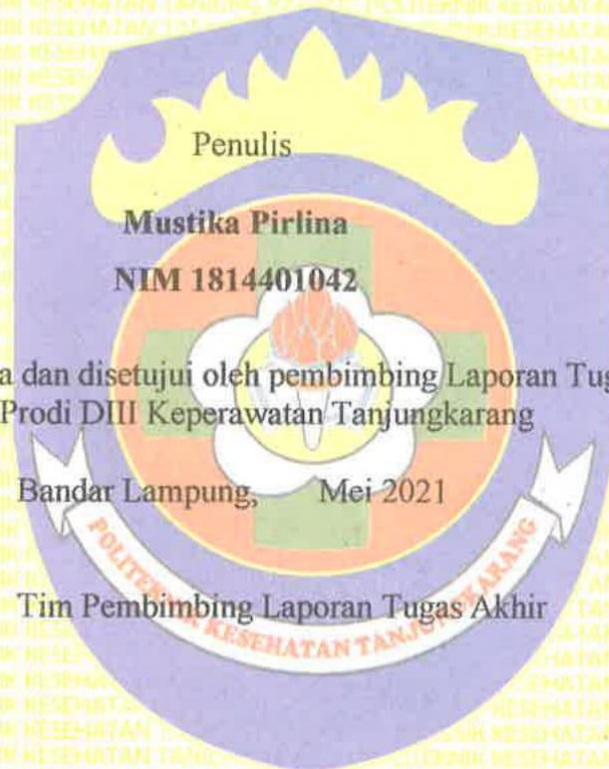 Penulis
Mustika Pirlina
NIM 1814401042
a dan disetujui oleh pembimbing Laporan Tug
Prodi DIII Keperawatan Tanjungkarang
Bandar Lampung, Mei 2021
Tim Pembimbing Laporan Tugas Akhir
POLITEKNIK KESEHATAN TANJUNGKARANG